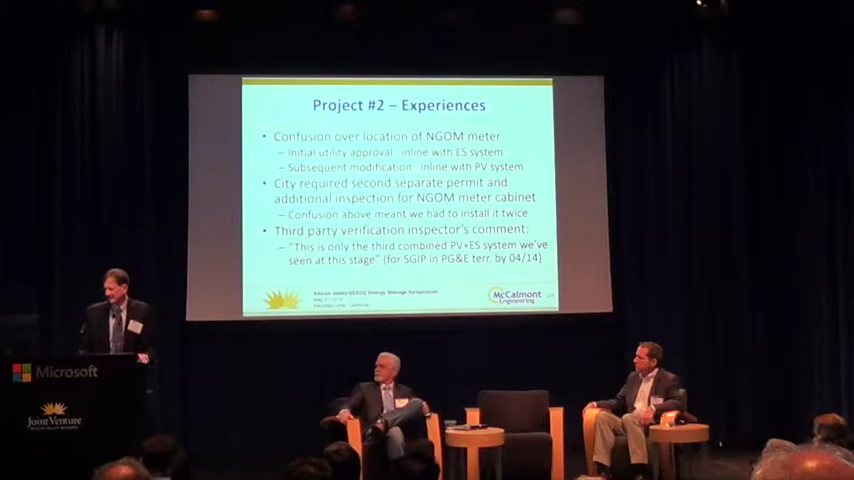 Project #2 – Experiences
• Confusion over location of NGOM meter
– Initial utility approval: inline with ES system
– Subsequent modification: inline with PV system
• City required second separate permit and
additional inspection for NGOM meter cabinet
– Confusion above meant we had to install it twice
• Third party verification inspector's comment:
– "This is only the third combined PV+ES system we've
seen at this stage" (for SGIP in PG&E terr. by 04/14)
Energy Storage Symposium
McCalmont
Engineering
Microsoft
Joint Venture